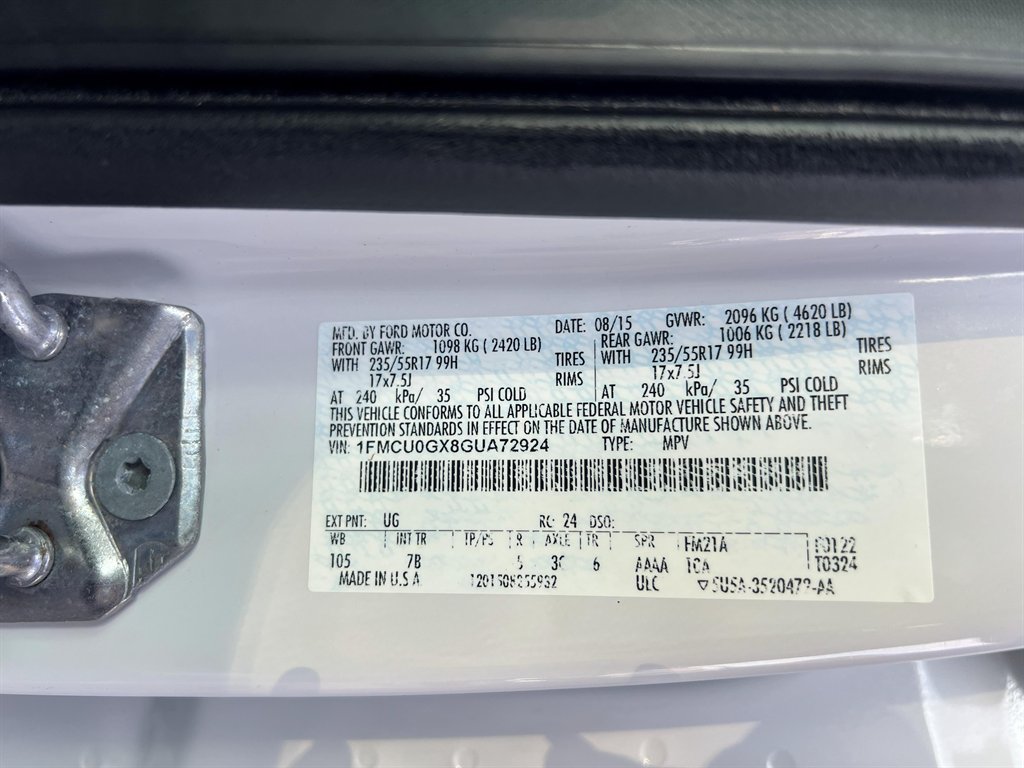 MFD. BY FORD MOTOR CO. DATE: 08/15 GVWR: 2096 KG ( 4620 LB)
FRONT GAWR: 1098 KG ( 2420 LB) REAR GAWR: 1006 KG ( 2218 LB)
WITH 235/55R17 99H TIRES WITH 235/55R17 99H TIRES
17x7.5J RIMS 17x7.5J RIMS
AT 240 kPa/ 35 PSI COLD AT 240 kPa/ 35 PSI COLD
THIS VEHICLE CONFORMS TO ALL APPLICABLE FEDERAL MOTOR VEHICLE SAFETY AND THEFT
PREVENTION STANDARDS IN EFFECT ON THE DATE OF MANUFACTURE SHOWN ABOVE.
VIN: 1FMCU0GX8GUA72924 TYPE: MPV
EXT PNT: UG RC: 24 DSO:
WB INT TR TP/PS R AXLE TR SPR FM21A
105 7B 6 AAAA T0324
MADE IN U.S.A ULC